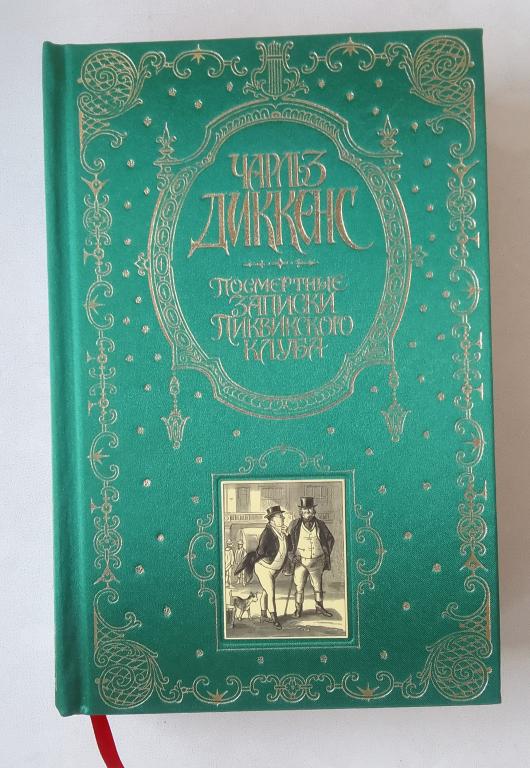 ЧАРЛЬЗ
ДИККЕНС
ПОСМЕРТНЫЕ
ЗАПИСКИ
ПИКВИКСКОГО
КЛУБА